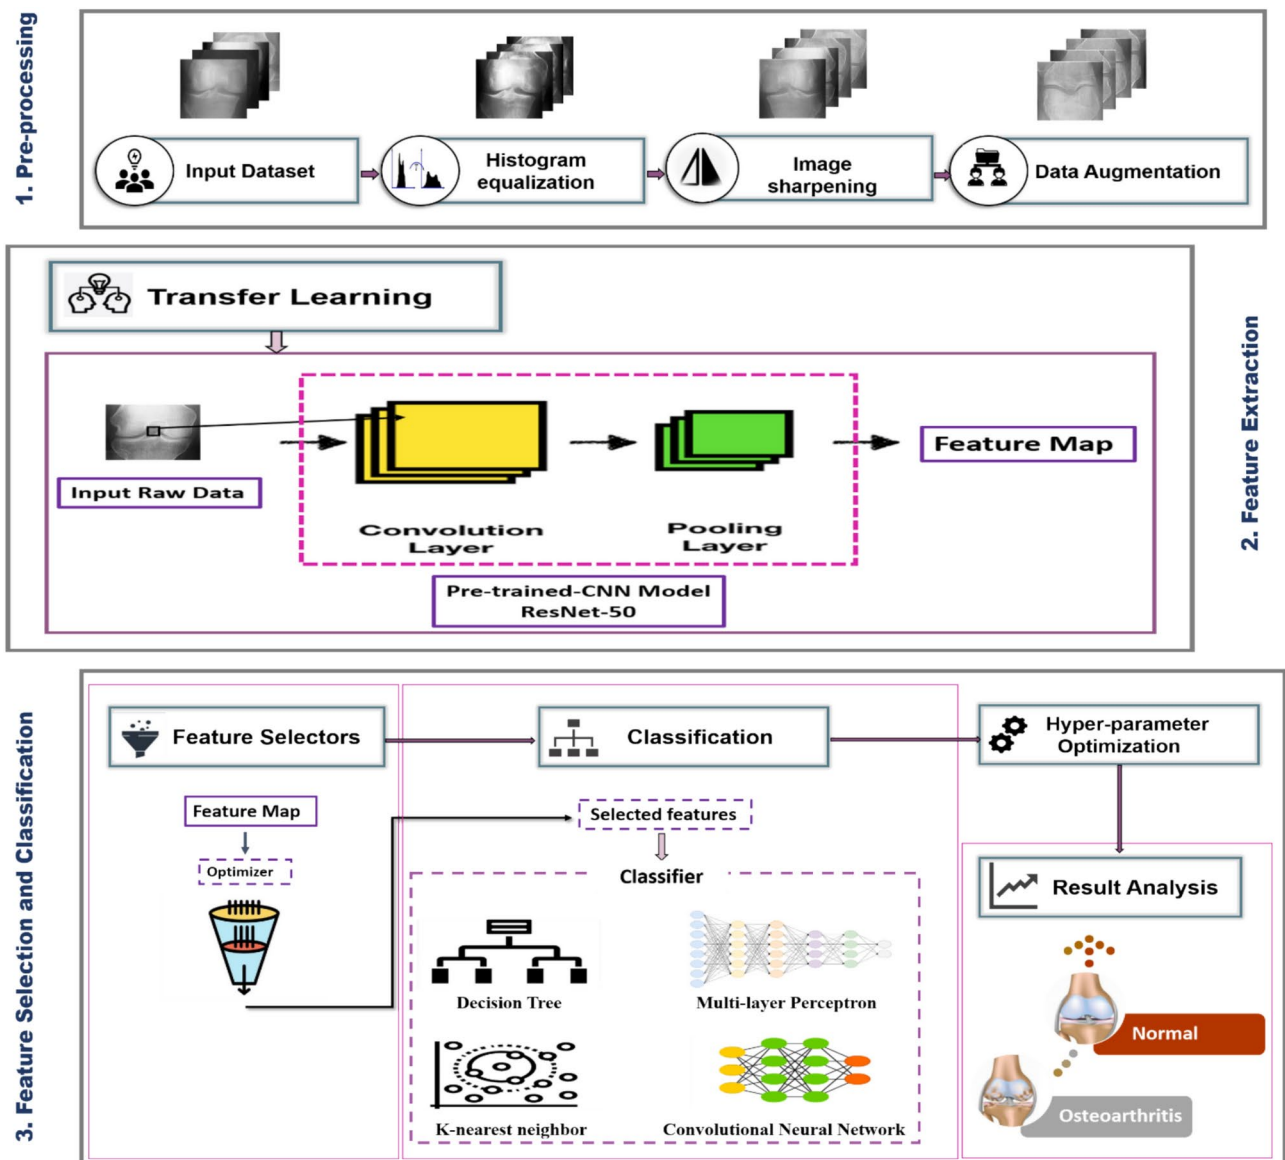 1. Pre-processing
Input Dataset
Histogram
equalization
Image
sharpening
Data Augmentation
2. Feature Extraction
Transfer Learning
Input Raw Data
Convolution
Layer
Pooling
Layer
Feature Map
Pre-trained-CNN Model
ResNet-50
3. Feature Selection and Classification
Feature Selectors
Classification
Hyper-parameter
Optimization
Feature Map
Optimizer
Selected features
Classifier
Decision Tree
Multi-layer Perceptron
K-nearest neighbor
Convolutional Neural Network
Result Analysis
Normal
Osteoarthritis